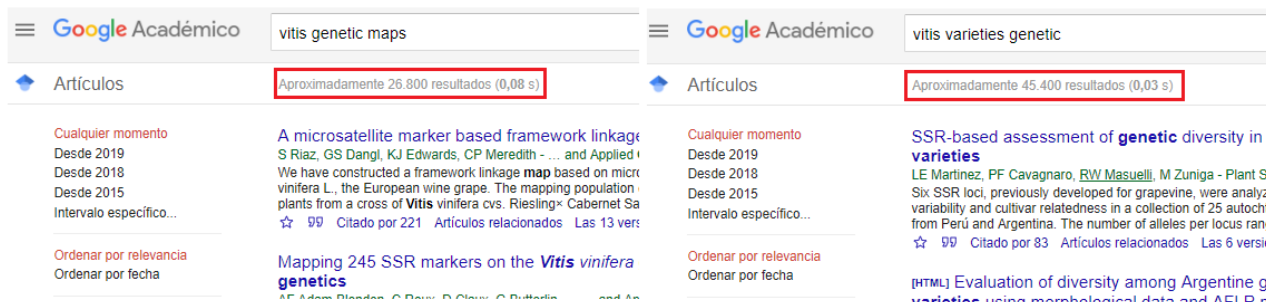 Google Académico
vitis genetic maps
Artículos
Aproximadamente 26.800 resultados (0,08 s)
Cualquier momento
Desde 2019
Desde 2018
Desde 2015
Intervalo específico...
Ordenar por relevancia
Ordenar por fecha
A microsatellite marker based framework linkage
S Riaz, GS Dangl, KJ Edwards, CP Meredith - ... and Applied
We have constructed a framework linkage map based on
vinifera L., the European wine grape. The mapping population
plants from a cross of Vitis vinifera cvs. Riesling× Cabernet
Citado por 221 Artículos relacionados Las 13
Mapping 245 SSR markers on the Vitis vinifera
genetics
Google Académico
vitis varieties genetic
Artículos
Aproximadamente 45.400 resultados (0,03 s)
Cualquier momento
Desde 2019
Desde 2018
Desde 2015
Intervalo específico...
Ordenar por relevancia
Ordenar por fecha
SSR-based assessment of genetic diversity in
varieties
LE Martinez, PF Cavagnaro, RW Masuelli, M Zuniga - Plant S
Six SSR loci, previously developed for grapevine, were
variability and cultivar relatedness in a collection of 25
from Perú and Argentina. The number of alleles per locus
Citado por 83 Artículos relacionados Las 6
[HTML] Evaluation of diversity among Argentine g
varieties using morphological data and AFLP